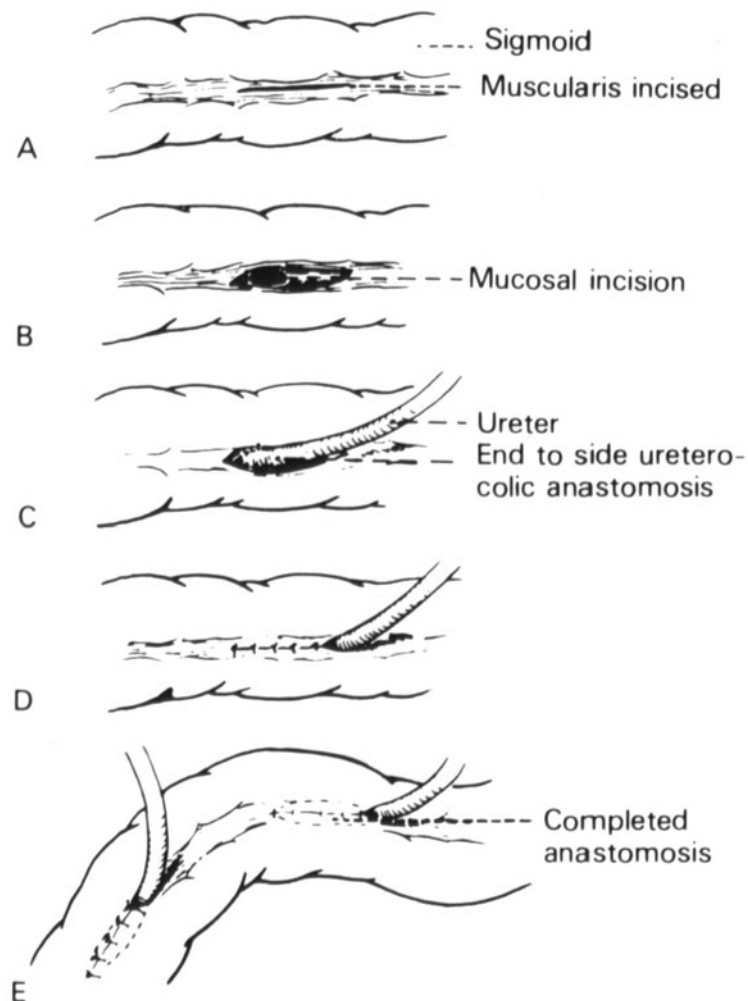 Sigmoid
Muscularis incised
A
Mucosal incision
B
Ureter
End to side uretero-
colic anastomosis
C
D
Completed
anastomosis
E